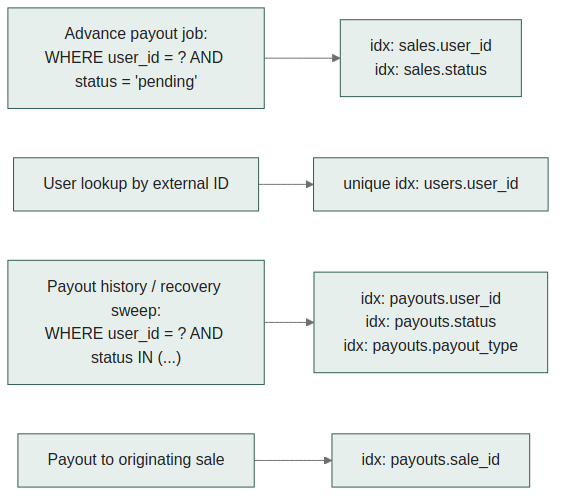 Advance payout job:
WHERE user_id = ? AND
status = 'pending'
idx: sales.user_id
idx: sales.status
User lookup by external ID
unique idx: users.user_id
Payout history / recovery
sweep:
WHERE user_id = ? AND
status IN (...)
idx: payouts.user_id
idx: payouts.status
idx: payouts.payout_type
Payout to originating sale
idx: payouts.sale_id